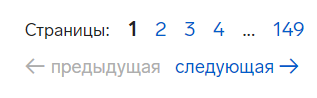 Страницы: 1 2 3 4 ... 149
← предыдущая следующая →